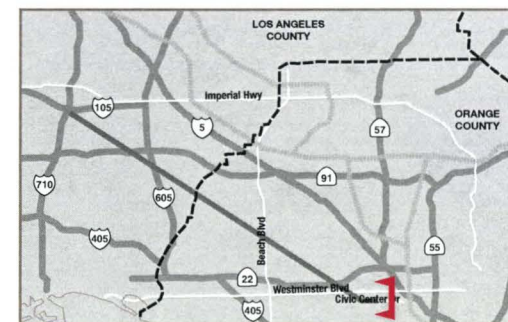 LOS ANGELES
COUNTY
Imperial Hwy
105
5
57
ORANGE
COUNTY
91
710
605
405
Beach Blvd
55
22
Westminster Blvd
Civic Center Dr
405